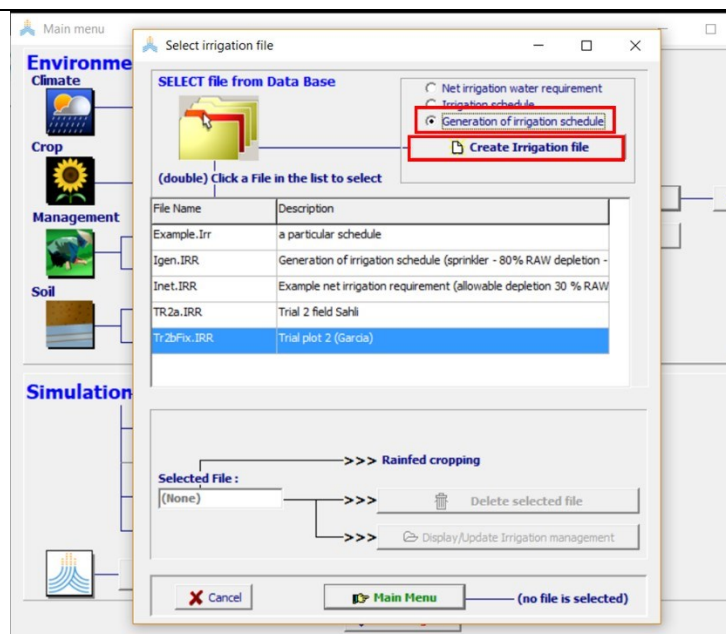 Main menu
Environme
Climate
Crop
Management
Soil
Simulation
Select irrigation file
SELECT file from Data Base
Net irrigation water requirement
Irrigation schedule
Generation of irrigation schedule
Create Irrigation file
(double) Click a File in the list to select
File Name Description
Example.Irr a particular schedule
Igen.IRR Generation of irrigation schedule (sprinkler - 80% RAW depletion -
Inet.IRR Example net irrigation requirement (allowable depletion 30 % RAW
TR2a.IRR Trial 2 field Sahli
Tr2bFix.IRR Trial plot 2 (Garcia)
>>> Rainfed cropping
Selected File :
(None) >>> Delete selected file
>>> Display/Update Irrigation management
Cancel Main Menu (no file is selected)